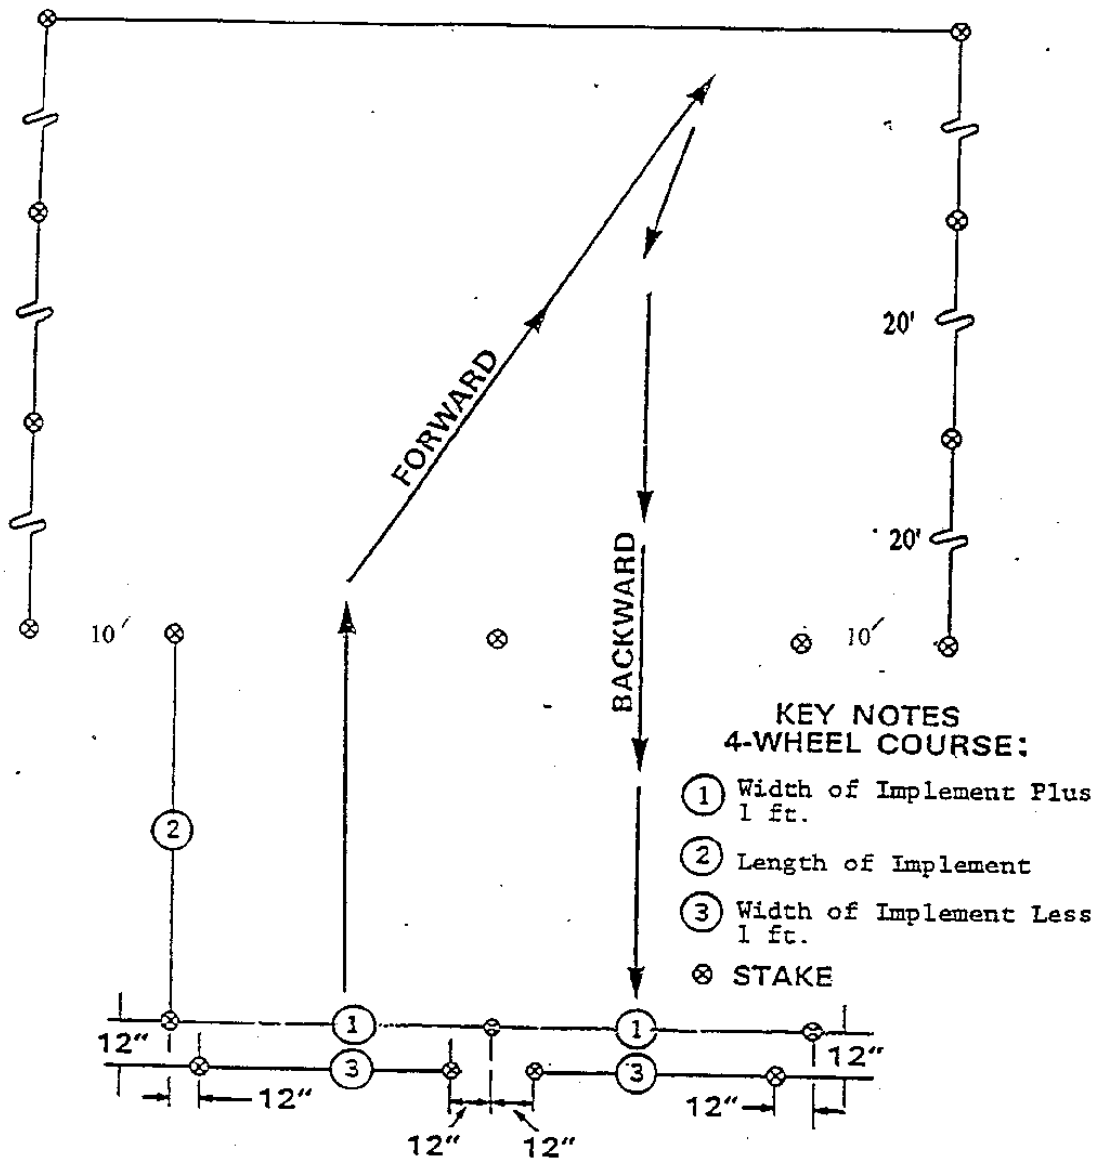 20'
FORWARD
20'
BACKWARD
10'
10'
KEY NOTES
4-WHEEL COURSE:
1 Width of Implement Plus
1 ft.
2
2 Length of Implement
3 Width of Implement Less
1 ft.
STAKE
1
1
12"
12"
3
3
12"
12"
12"
12"